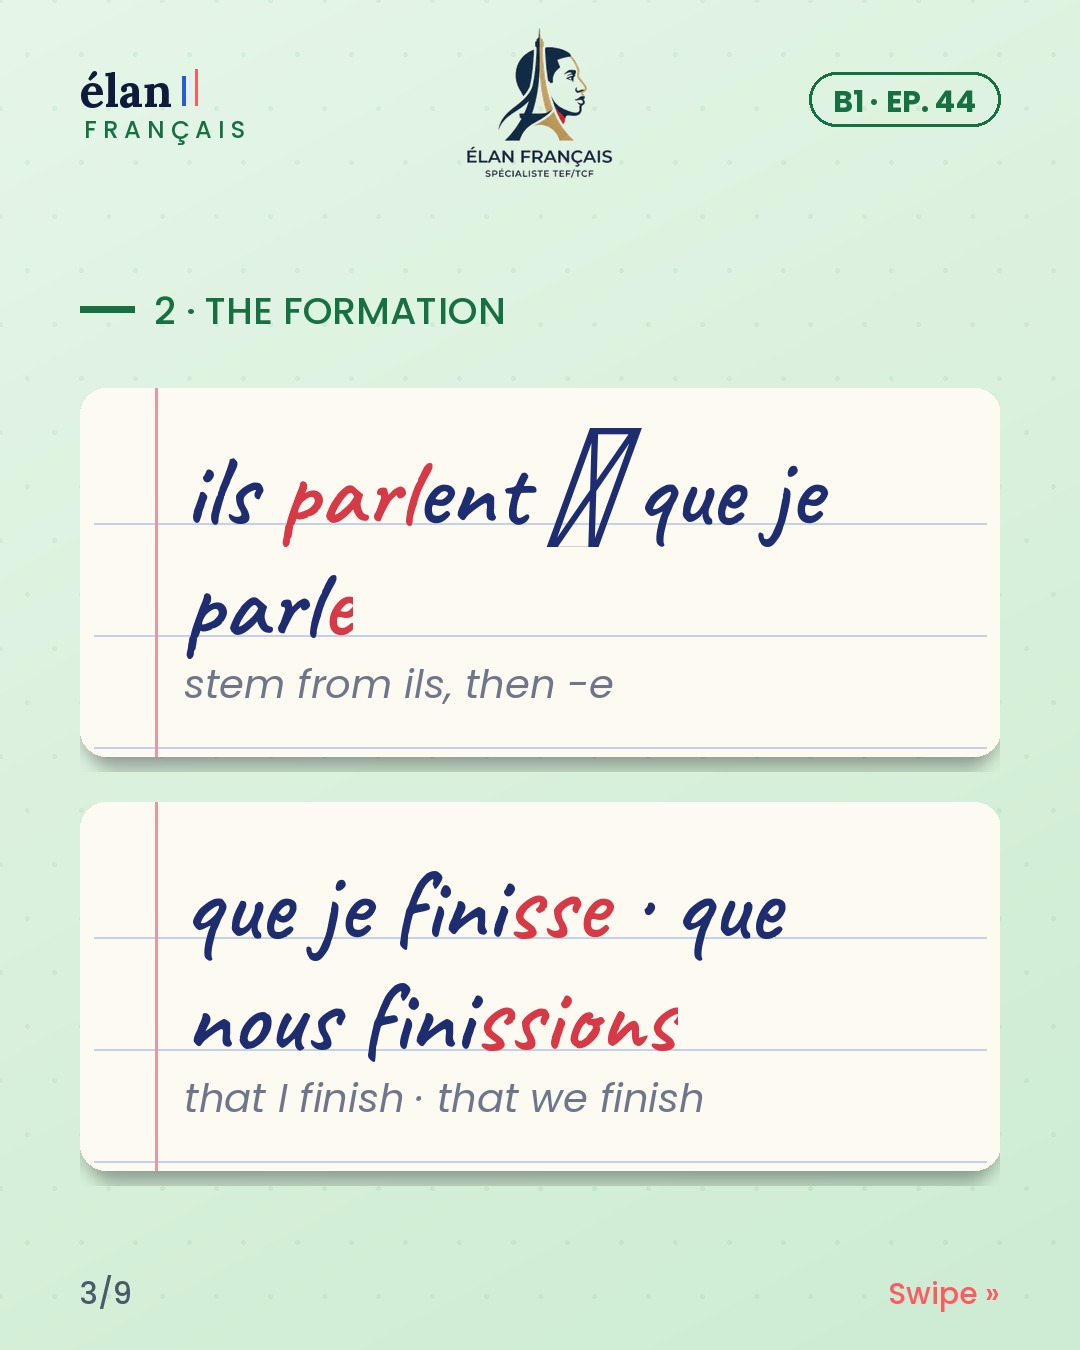 élan
FRANÇAIS
ÉLAN FRANÇAIS
SPÉCIALISTE TEF/TCF
B1 · EP. 44
2 · THE FORMATION
ils parlent que je
parle
stem from ils, then -e
que je finisse · que
nous finissions
that I finish · that we finish
3/9
Swipe »